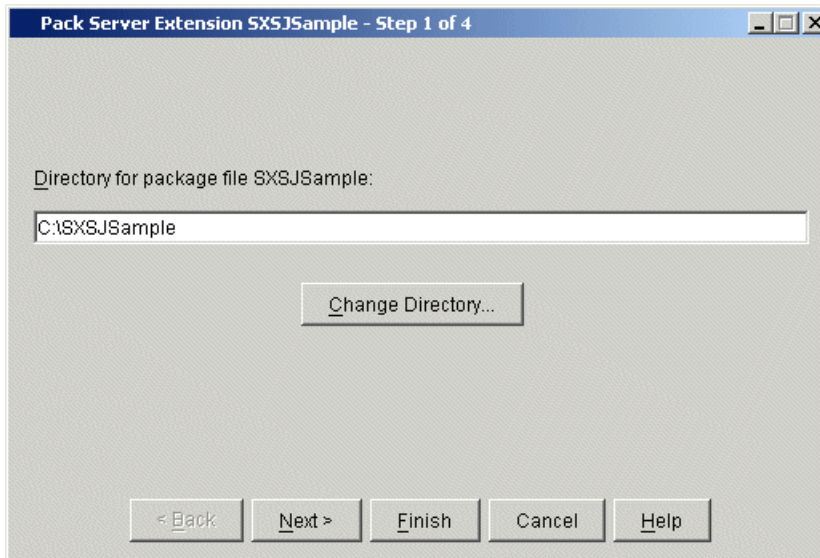 Pack Server Extension SXSJSample - Step 1 of 4
Directory for package file SXSJSample:
C:\SXSJSample
Change Directory...
< Back Next > Finish Cancel Help